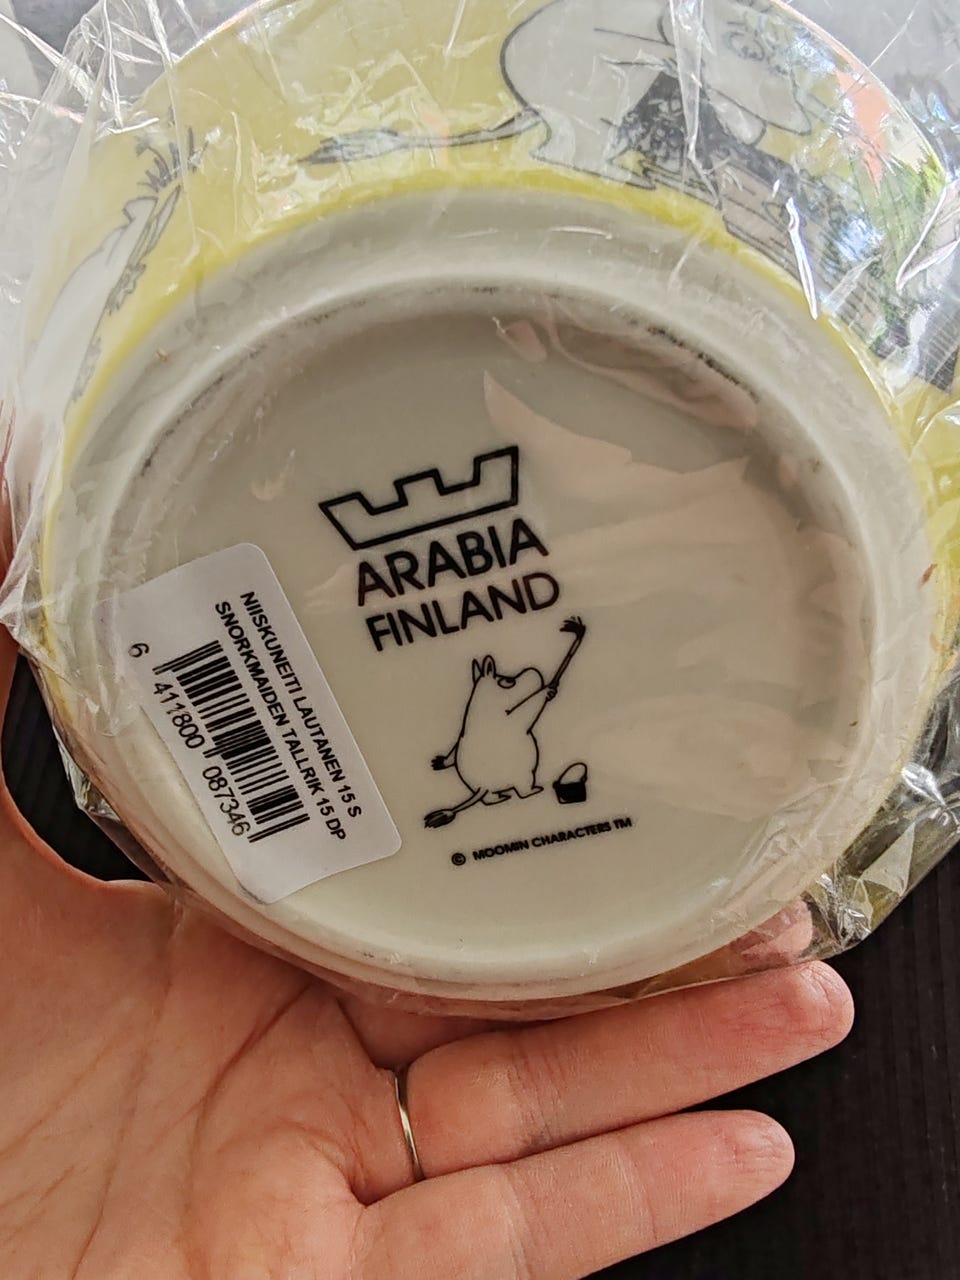 ARABIA
FINLAND
© MOOMIN CHARACTERS TM
NIISKUNEITI LAUTANEN 15 S
SNORKMAIDEN TALLRIK 15 DP
6 411800 087346